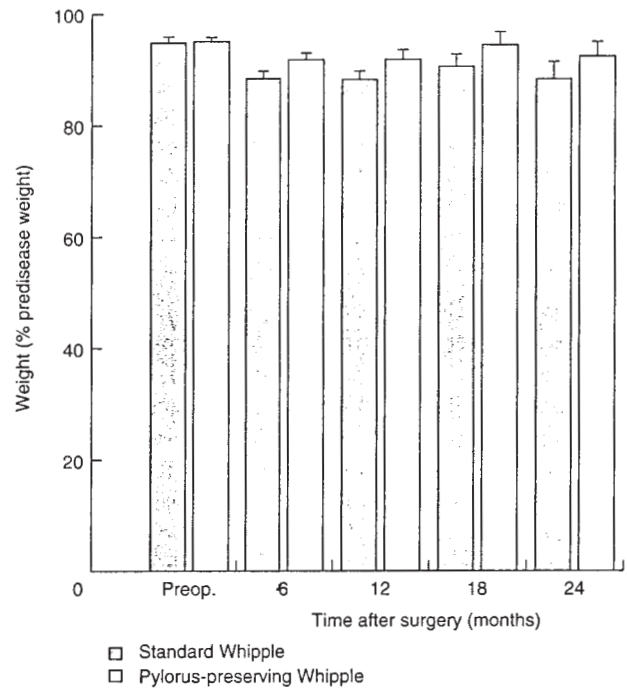 Weight (% predisease weight)
100
80
60
40
20
0
Preop.
6
12
18
24
Time after surgery (months)
Standard Whipple
Pylorus-preserving Whipple